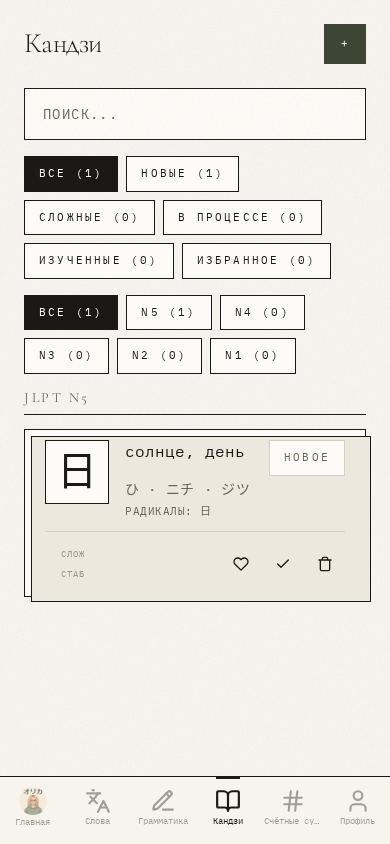 Кандзи
+
ПОИСК...
ВСЕ (1)
НОВЫЕ (1)
СЛОЖНЫЕ (0)
В ПРОЦЕССЕ (0)
ИЗУЧЕННЫЕ (0)
ИЗБРАННОЕ (0)
ВСЕ (1)
N5 (1)
N4 (0)
N3 (0)
N2 (0)
N1 (0)
JLPT N5
日
солнце, день
НОВОЕ
ひ · ニチ · ジツ
РАДИКАЛЫ: 日
СЛОЖ
СТАБ
オリカ
Главная
Слова
Грамматика
Кандзи
Счётные су…
Профиль